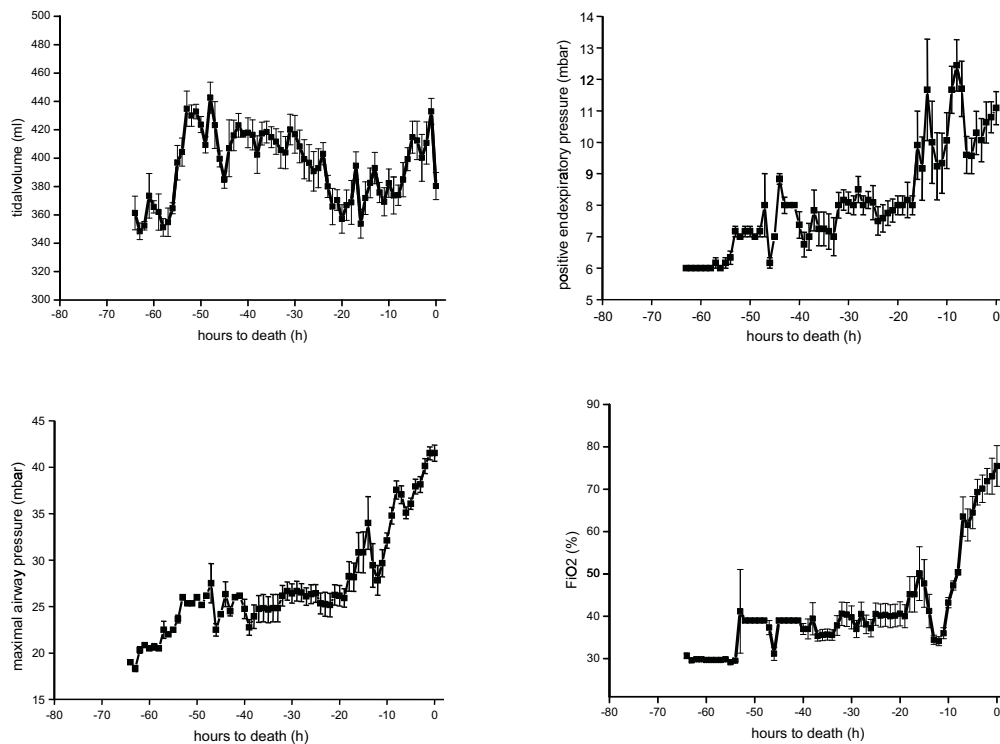 500
480
460
440
420
400
380
360
340
320
300
tidalvolume (ml)
-80 -70 -60 -50 -40 -30 -20 -10 0
hours to death (h)
14
13
12
11
10
9
8
7
6
5
positive endexpiratory pressure (mbar)
-80 -70 -60 -50 -40 -30 -20 -10 0
hours to death (h)
45
40
35
30
25
20
15
maximal airway pressure (mbar)
-80 -70 -60 -50 -40 -30 -20 -10 0
hours to death (h)
90
80
70
60
50
40
30
FiO2 (%)
-80 -70 -60 -50 -40 -30 -20 -10 0
hours to death (h)